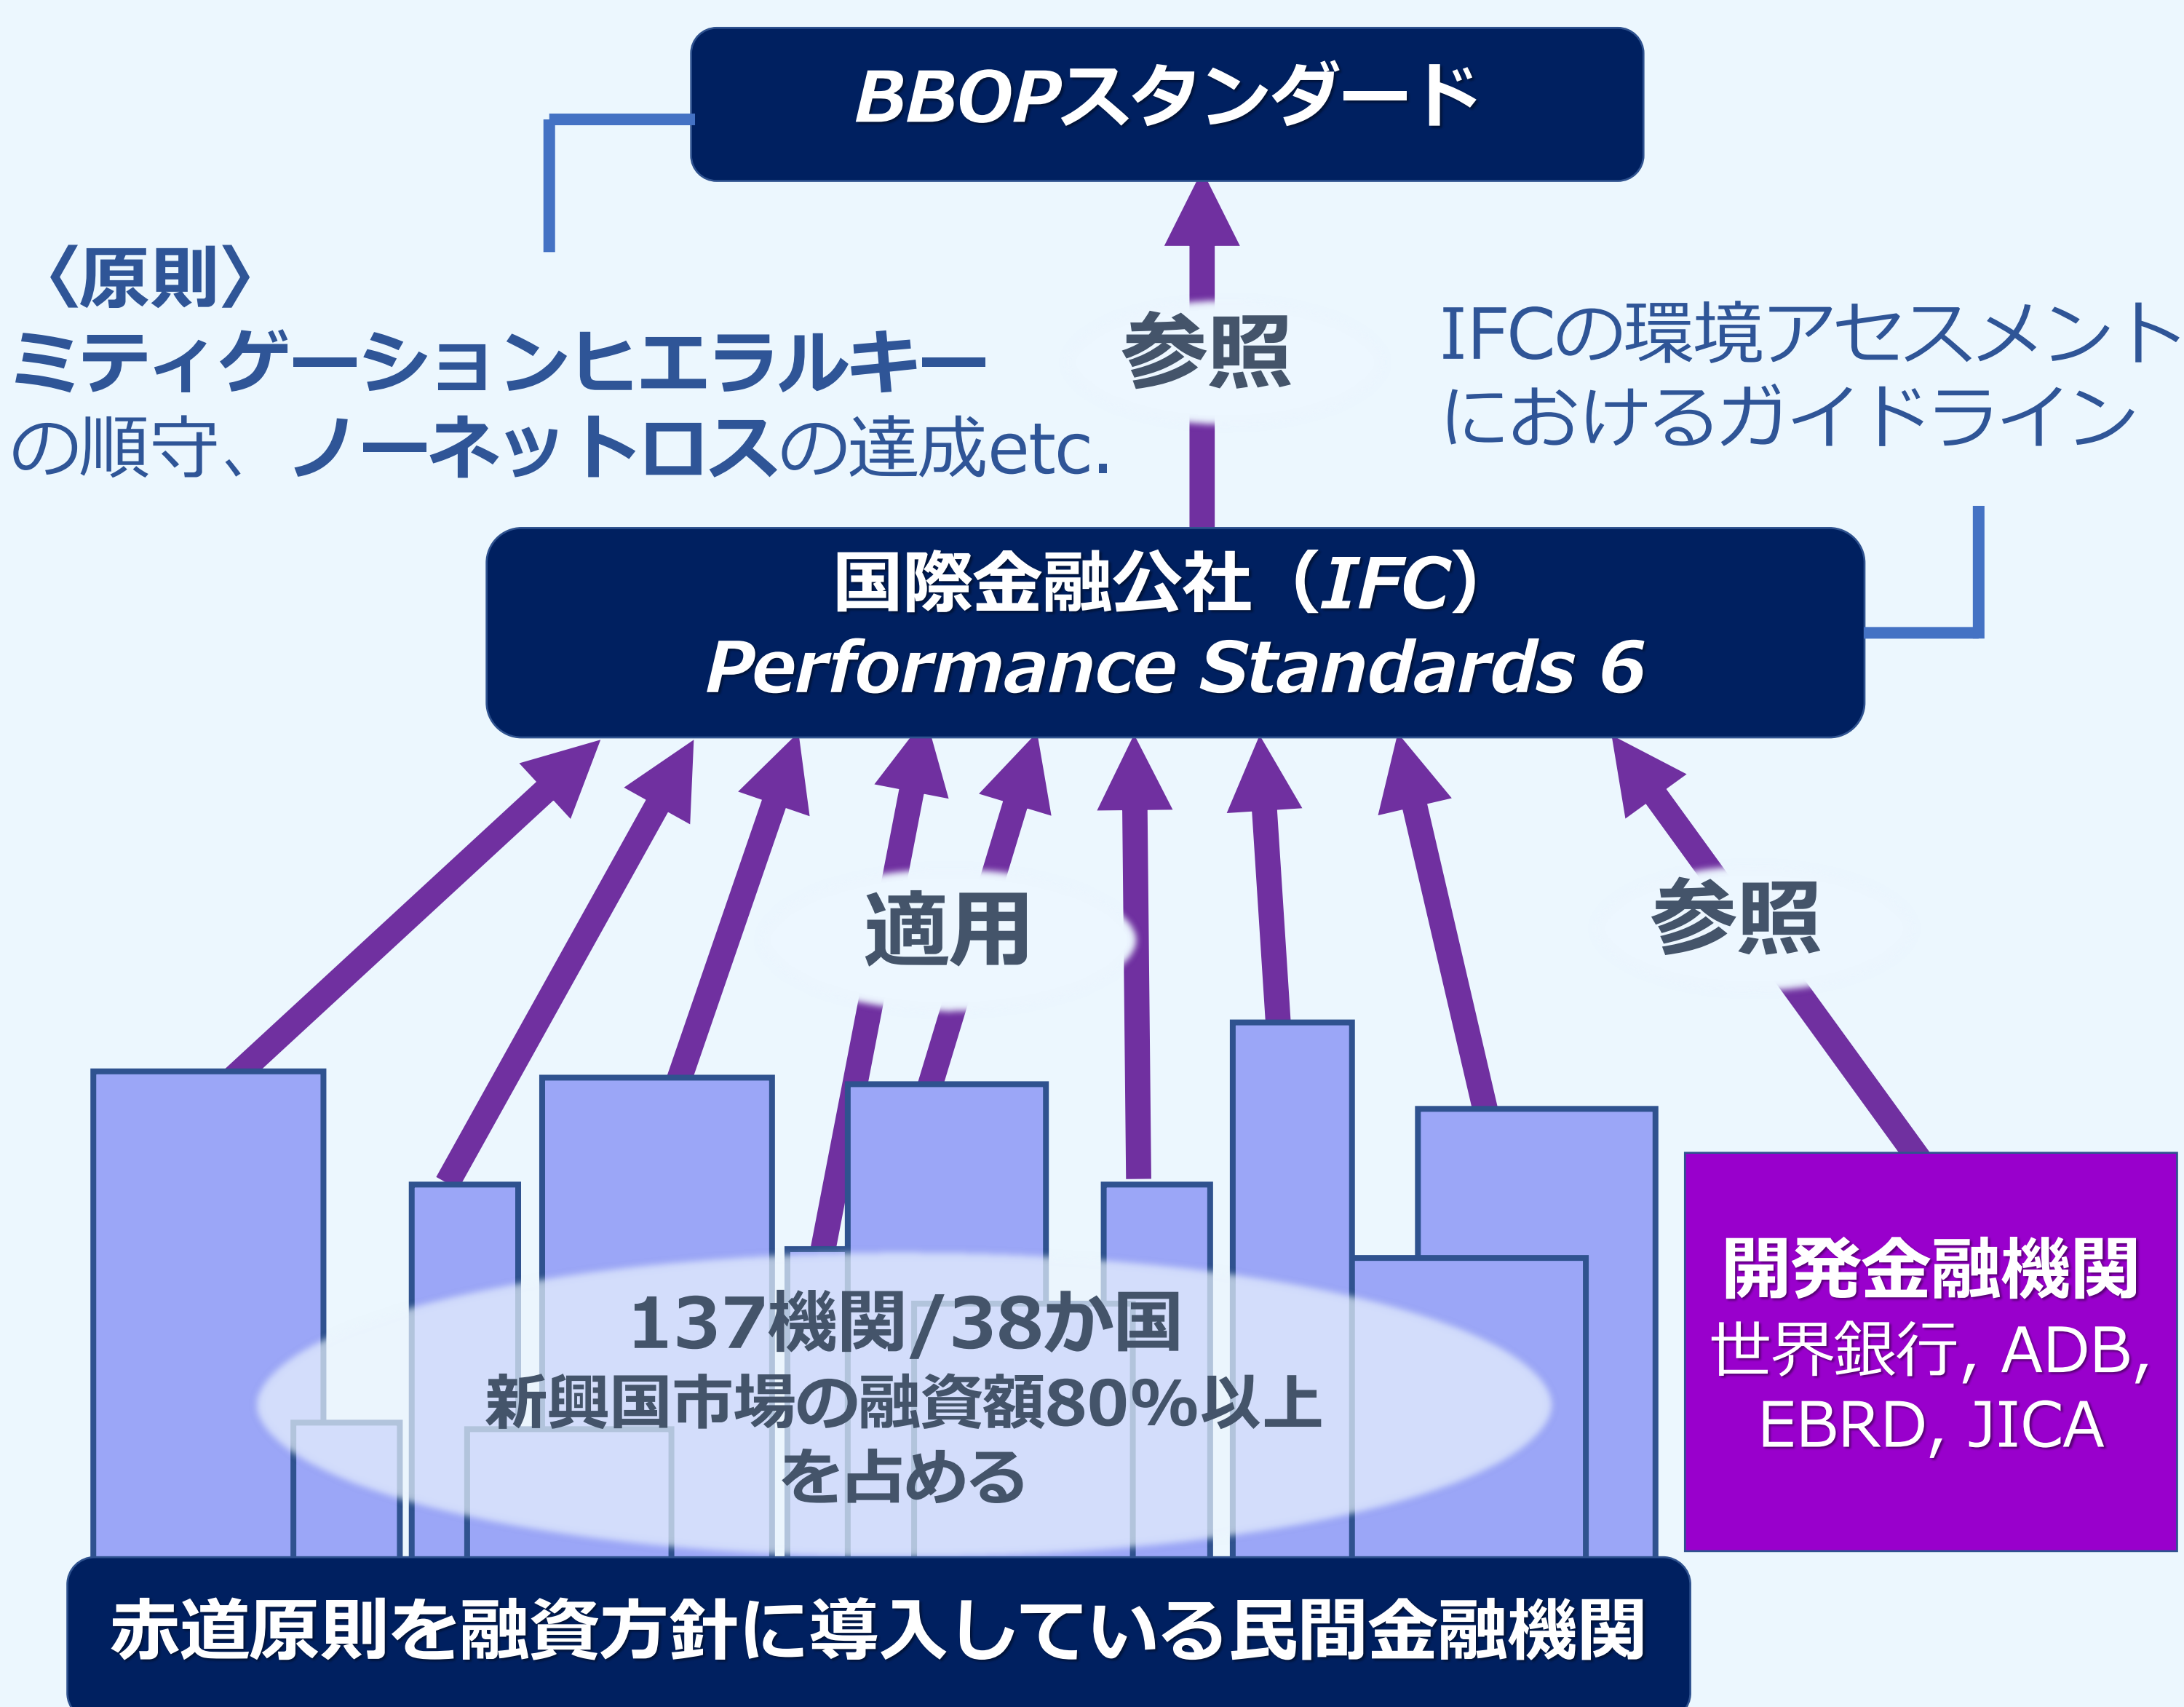 BBOPスタンダード
〈原則〉
ミティゲーションヒエラルキー
の順守、ノーネットロスの達成etc.
参照
IFCの環境アセスメント
におけるガイドライン
国際金融公社（IFC）
Performance Standards 6
適用
参照
137機関/38か国
新興国市場の融資額80%以上
を占める
開発金融機関
世界銀行, ADB,
EBRD, JICA
赤道原則を融資方針に導入している民間金融機関